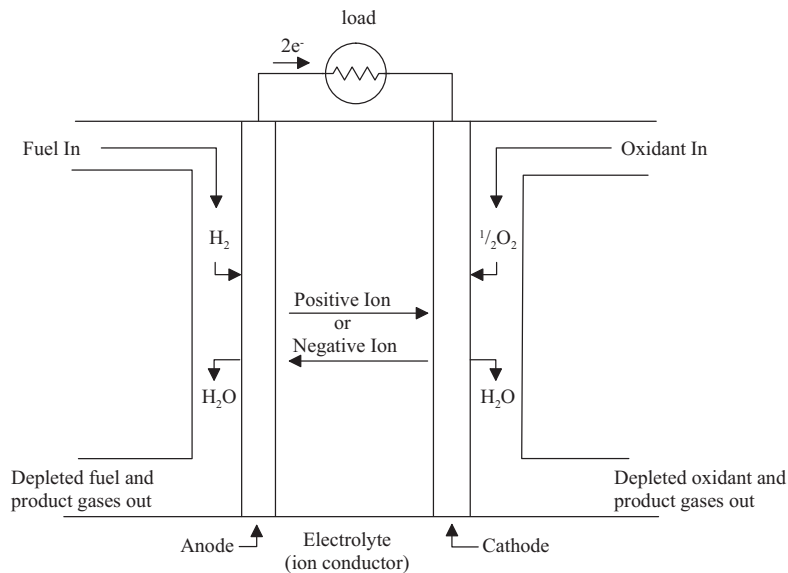 load
2e-
Fuel In
Oxidant In
H₂
¹/₂O₂
Positive Ion
or
Negative Ion
H₂O
H₂O
Depleted fuel and
product gases out
Depleted oxidant and
product gases out
Anode
Electrolyte
(ion conductor)
Cathode